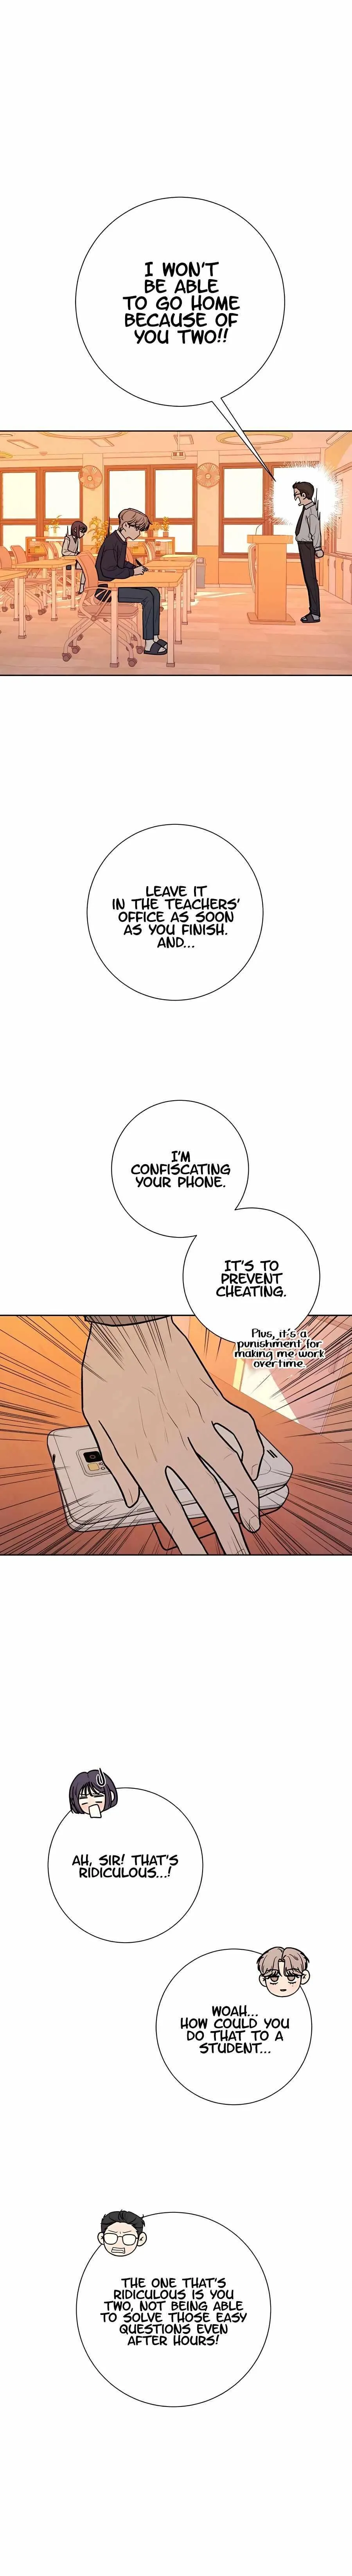 I WON'T
BE ABLE
TO GO HOME
BECAUSE OF
YOU TWO!!
LEAVE IT
IN THE TEACHERS'
OFFICE AS SOON
AS YOU FINISH.
AND...
I'M
CONFISCATING
YOUR PHONE.
IT'S TO
PREVENT
CHEATING.
Plus, it's a
punishment for
making me work
overtime.
AH, SIR! THAT'S
RIDICULOUS...!
WOAH...
HOW COULD YOU
DO THAT TO A
STUDENT...
THE ONE THAT'S
RIDICULOUS IS YOU
TWO, NOT BEING ABLE
TO SOLVE THOSE EASY
QUESTIONS EVEN
AFTER HOURS!